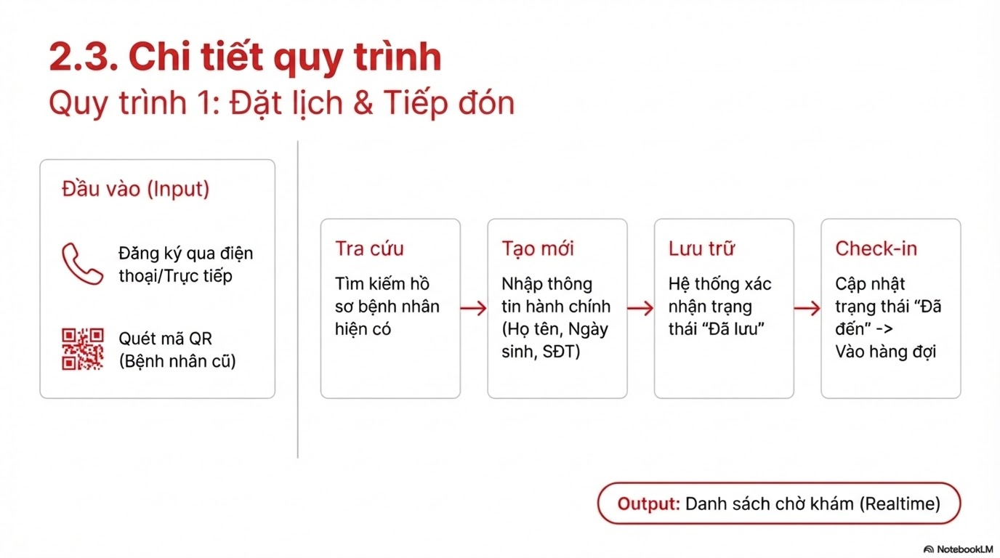 2.3. Chi tiết quy trình
Quy trình 1: Đặt lịch & Tiếp đón
Đầu vào (Input)
Đăng ký qua điện
thoại/Trực tiếp
Quét mã QR
(Bệnh nhân cũ)
Tra cứu
Tìm kiếm hồ
sơ bệnh nhân
hiện có
Tạo mới
Nhập thông
tin hành chính
(Họ tên, Ngày
sinh, SĐT)
Lưu trữ
Hệ thống xác
nhận trạng
thái “Đã lưu”
Check-in
Cập nhật
trạng thái “Đã
đến” ->
Vào hàng đợi
Output: Danh sách chờ khám (Realtime)
NotebookLM